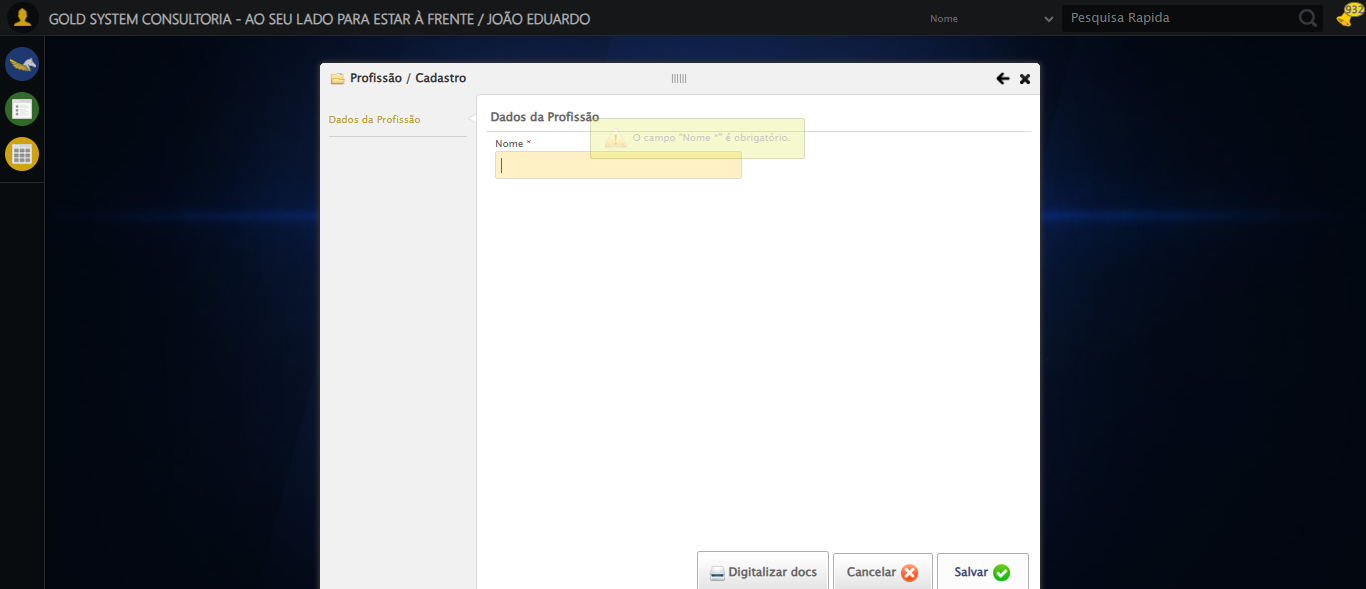 GOLD SYSTEM CONSULTORIA - AO SEU LADO PARA ESTAR À FRENTE / JOÃO EDUARDO
Nome
Pesquisa Rapida
932
Profissão / Cadastro
Dados da Profissão
Dados da Profissão
O campo "Nome *" é obrigatório.
Nome *
Digitalizar docs
Cancelar
Salvar